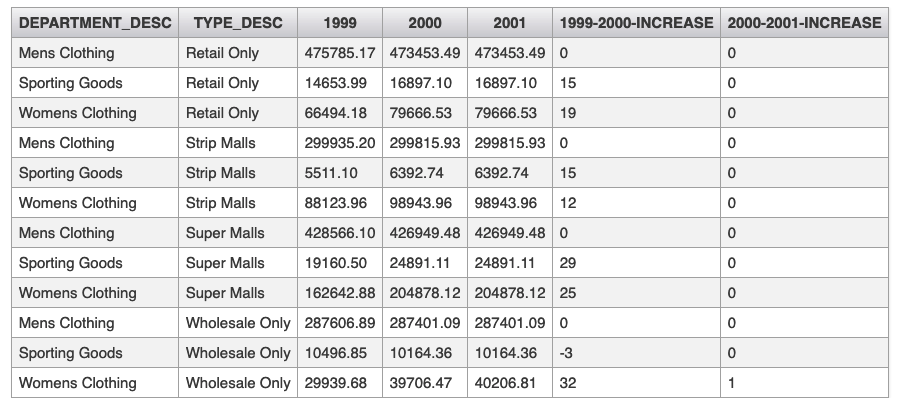 DEPARTMENT_DESC TYPE_DESC 1999 2000 2001 1999-2000-INCREASE 2000-2001-INCREASE
Mens Clothing Retail Only 475785.17 473453.49 473453.49 0 0
Sporting Goods Retail Only 14653.99 16897.10 16897.10 15 0
Womens Clothing Retail Only 66494.18 79666.53 79666.53 19 0
Mens Clothing Strip Malls 299935.20 299815.93 299815.93 0 0
Sporting Goods Strip Malls 5511.10 6392.74 6392.74 15 0
Womens Clothing Strip Malls 88123.96 98943.96 98943.96 12 0
Mens Clothing Super Malls 428566.10 426949.48 426949.48 0 0
Sporting Goods Super Malls 19160.50 24891.11 24891.11 29 0
Womens Clothing Super Malls 162642.88 204878.12 204878.12 25 0
Mens Clothing Wholesale Only 287606.89 287401.09 287401.09 0 0
Sporting Goods Wholesale Only 10496.85 10164.36 10164.36 -3 0
Womens Clothing Wholesale Only 29939.68 39706.47 40206.81 32 1